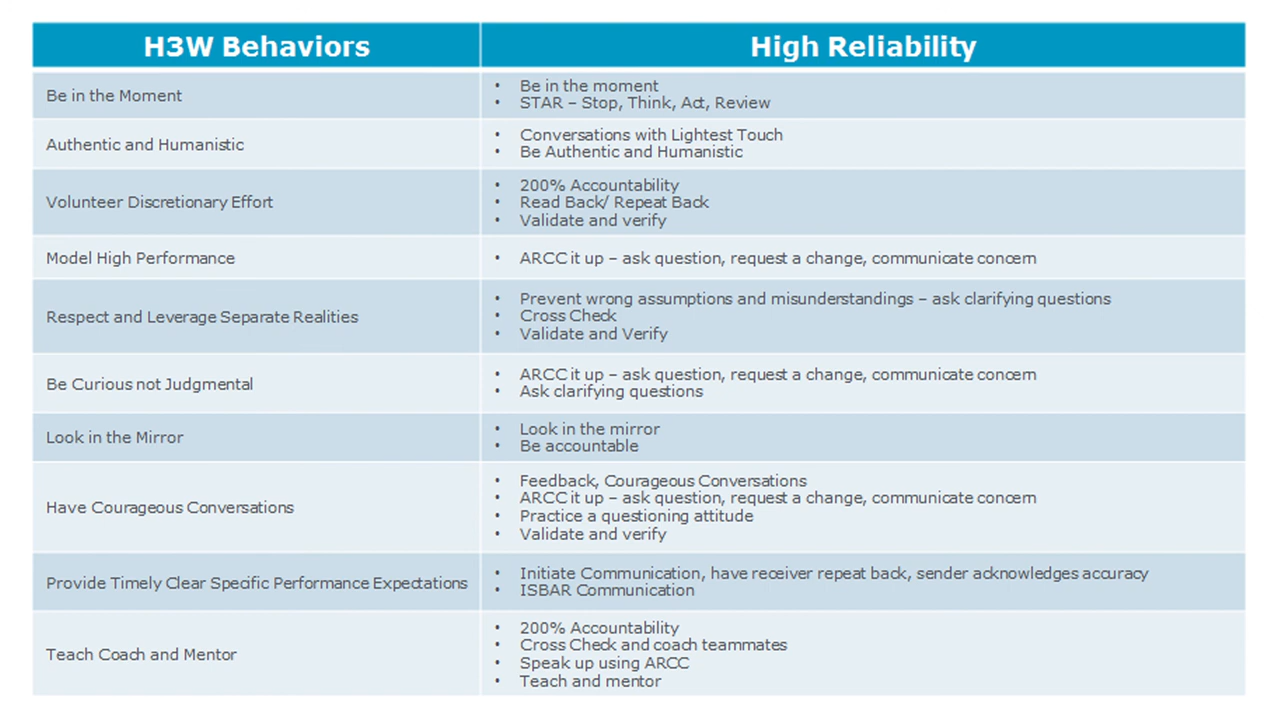 H3W Behaviors
High Reliability
Be in the Moment
• Be in the moment
• STAR – Stop, Think, Act, Review
Authentic and Humanistic
• Conversations with Lightest Touch
• Be Authentic and Humanistic
Volunteer Discretionary Effort
• 200% Accountability
• Read Back/ Repeat Back
• Validate and verify
Model High Performance
• ARCC it up – ask question, request a change, communicate concern
Respect and Leverage Separate Realities
• Prevent wrong assumptions and misunderstandings – ask clarifying questions
• Cross Check
• Validate and Verify
Be Curious not Judgmental
• ARCC it up – ask question, request a change, communicate concern
• Ask clarifying questions
Look in the Mirror
• Look in the mirror
• Be accountable
Have Courageous Conversations
• Feedback, Courageous Conversations
• ARCC it up – ask question, request a change, communicate concern
• Practice a questioning attitude
• Validate and verify
Provide Timely Clear Specific Performance Expectations
• Initiate Communication, have receiver repeat back, sender acknowledges accuracy
• ISBAR Communication
Teach Coach and Mentor
• 200% Accountability
• Cross Check and coach teammates
• Speak up using ARCC
• Teach and mentor